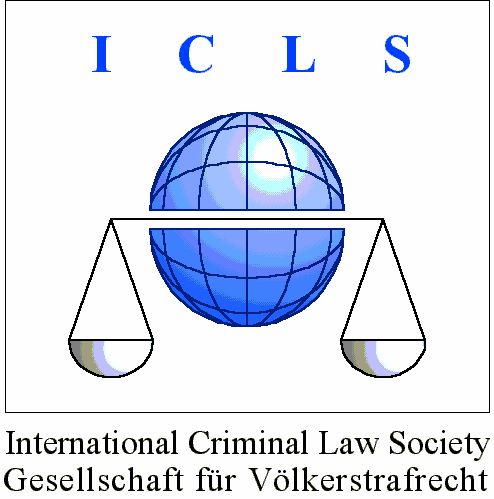 I C L S
International Criminal Law Society
Gesellschaft für Völkerstrafrecht